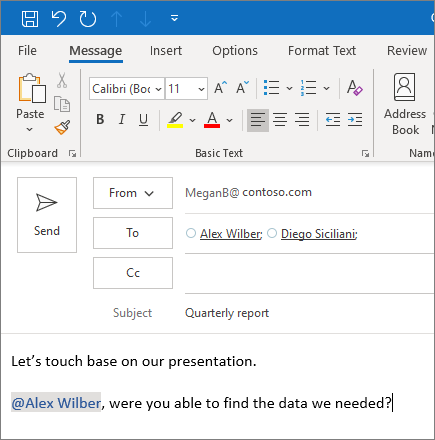 File Message Insert Options Format Text Review
Calibri (Boc 11 A A
Paste B I U A Address
Book
Clipboard Basic Text Names
From MeganB@ contoso.com
Send To Alex Wilber; Diego Siciliani;
Cc
Subject Quarterly report
Let's touch base on our presentation.
@Alex Wilber, were you able to find the data we needed?